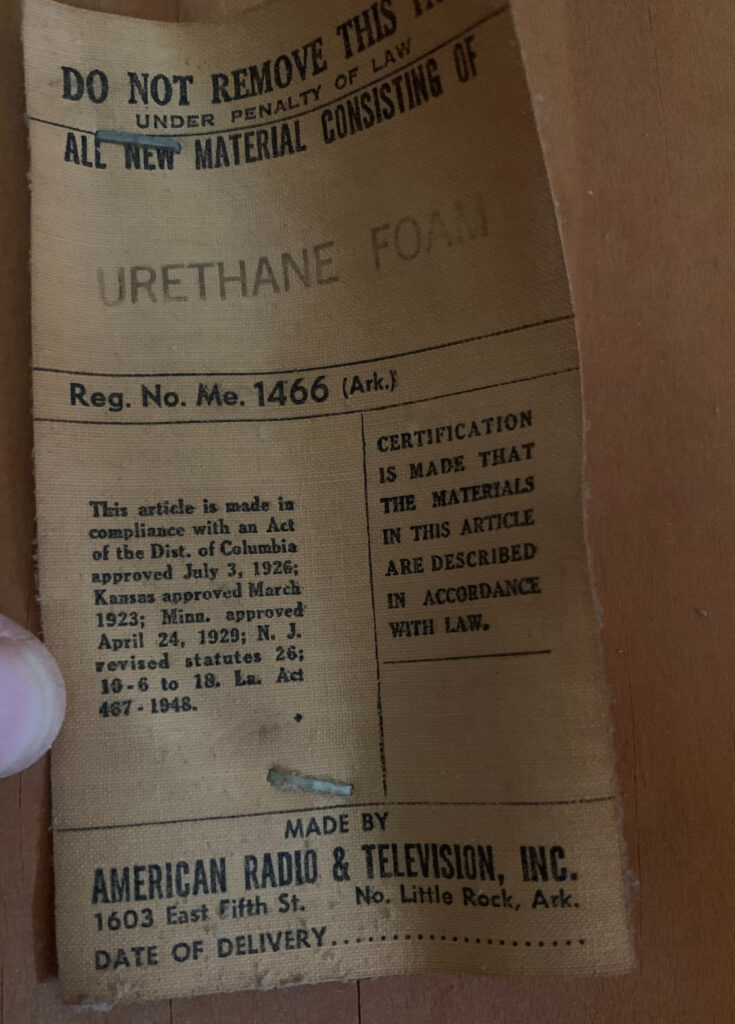 DO NOT REMOVE THIS
UNDER PENALTY OF LAW
ALL NEW MATERIAL CONSISTING OF
URETHANE FOAM
Reg. No. Me. 1466 (Ark.)
This article is made in
compliance with an Act
of the Dist. of Columbia
approved July 3, 1926;
Kansas approved March
1923; Minn. approved
April 24, 1929; N. J.
revised statutes 26;
10-6 to 18. La. Act
467-1948.
CERTIFICATION
IS MADE THAT
THE MATERIALS
IN THIS ARTICLE
ARE DESCRIBED
IN ACCORDANCE
WITH LAW.
MADE BY
AMERICAN RADIO & TELEVISION, INC.
1603 East Fifth St. No. Little Rock, Ark.
DATE OF DELIVERY........................